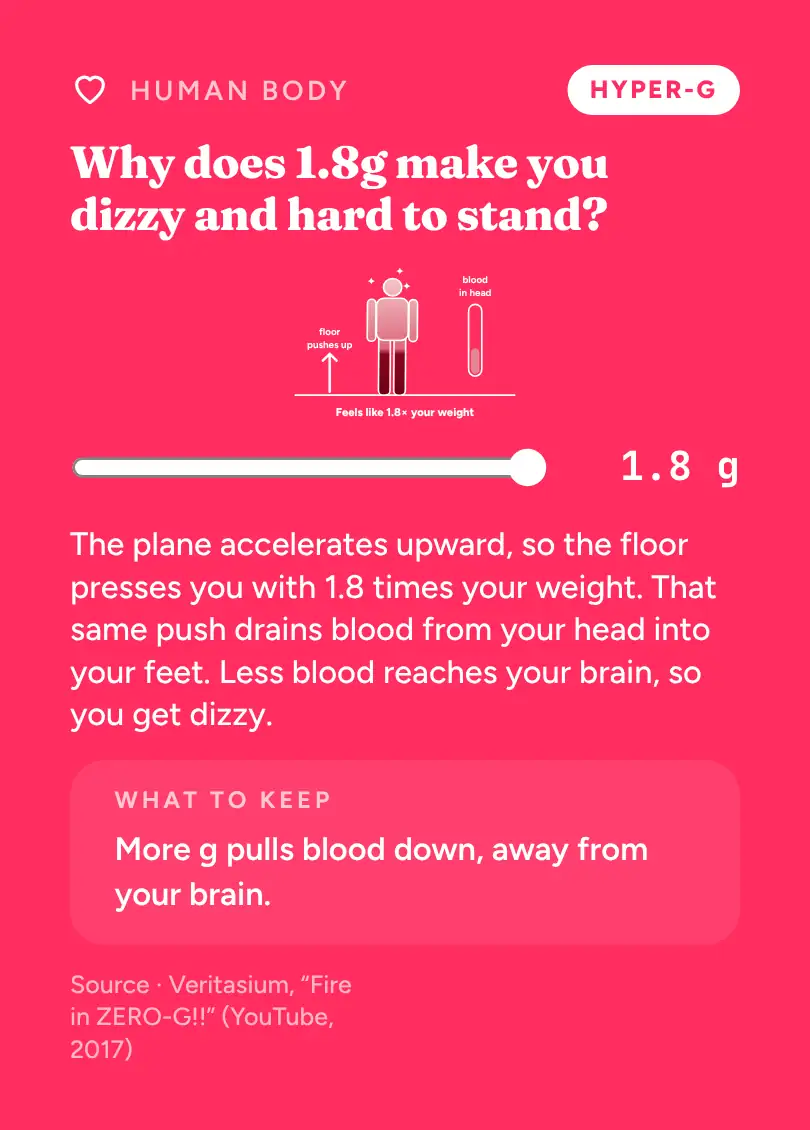 HUMAN BODY
HYPER-G
Why does 1.8g make you
dizzy and hard to stand?
blood
in head
floor
pushes up
Feels like 1.8× your weight
1.8 g
The plane accelerates upward, so the floor
presses you with 1.8 times your weight. That
same push drains blood from your head into
your feet. Less blood reaches your brain, so
you get dizzy.
WHAT TO KEEP
More g pulls blood down, away from
your brain.
Source · Veritasium, “Fire
in ZERO-G!!” (YouTube,
2017)